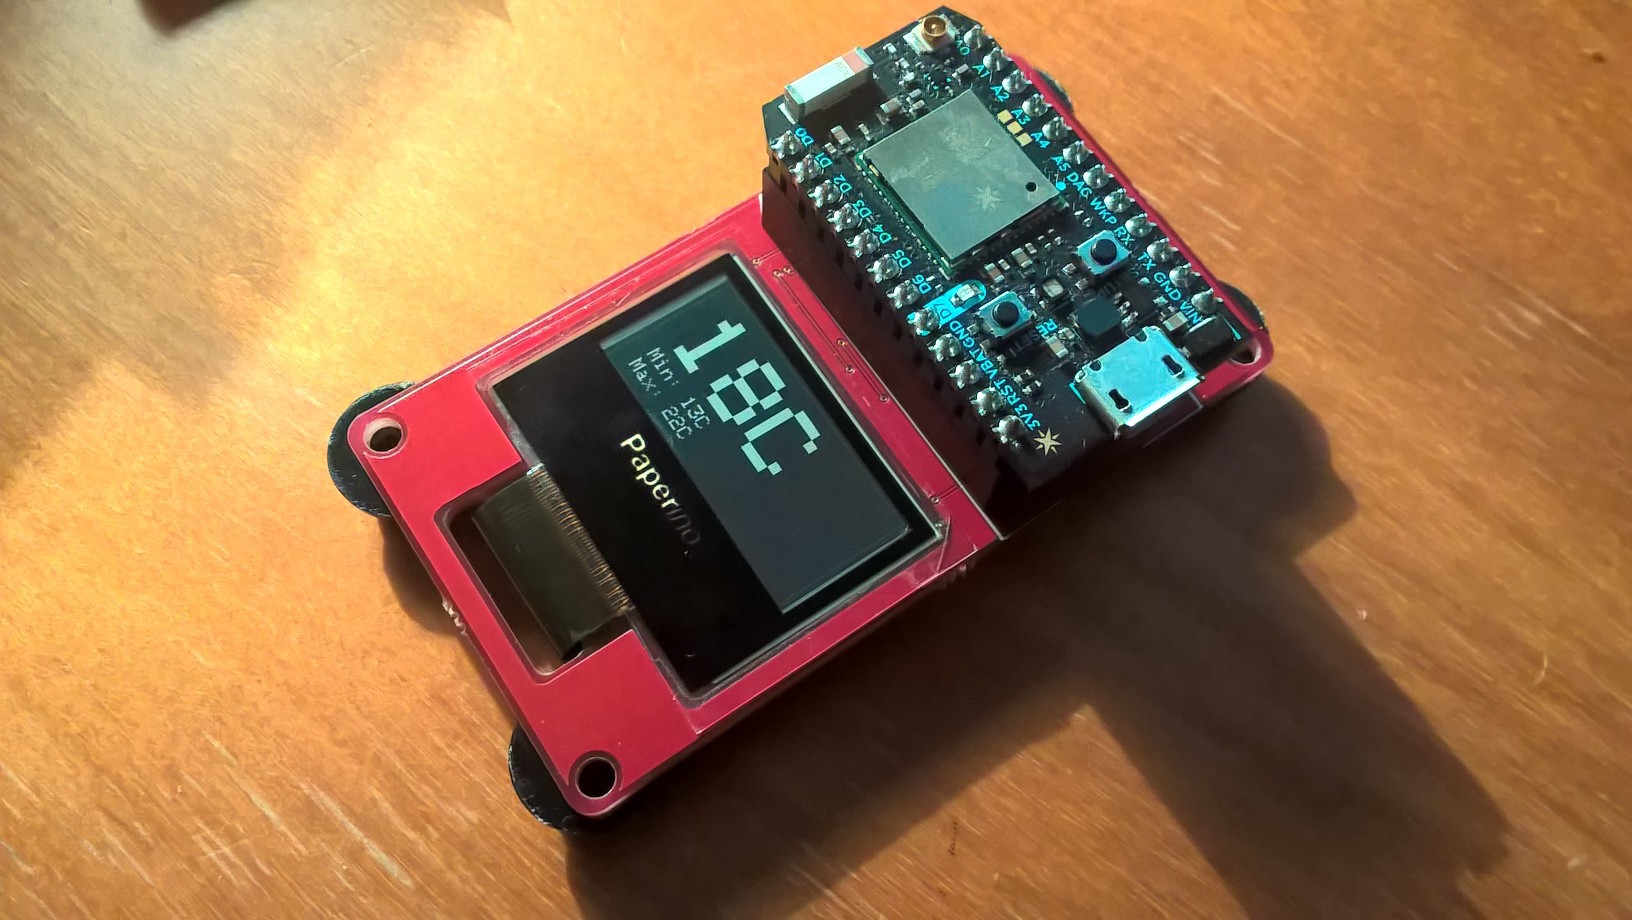 18C
Min: 13C
Max: 22C
Paperino
D0
D1
D2
D3
D4
D5
D6
D7
GND
VBAT
RST
3V3
A0
A1
A2
A3
A4
A5
DAC
WKP
RX
TX
GND
VIN